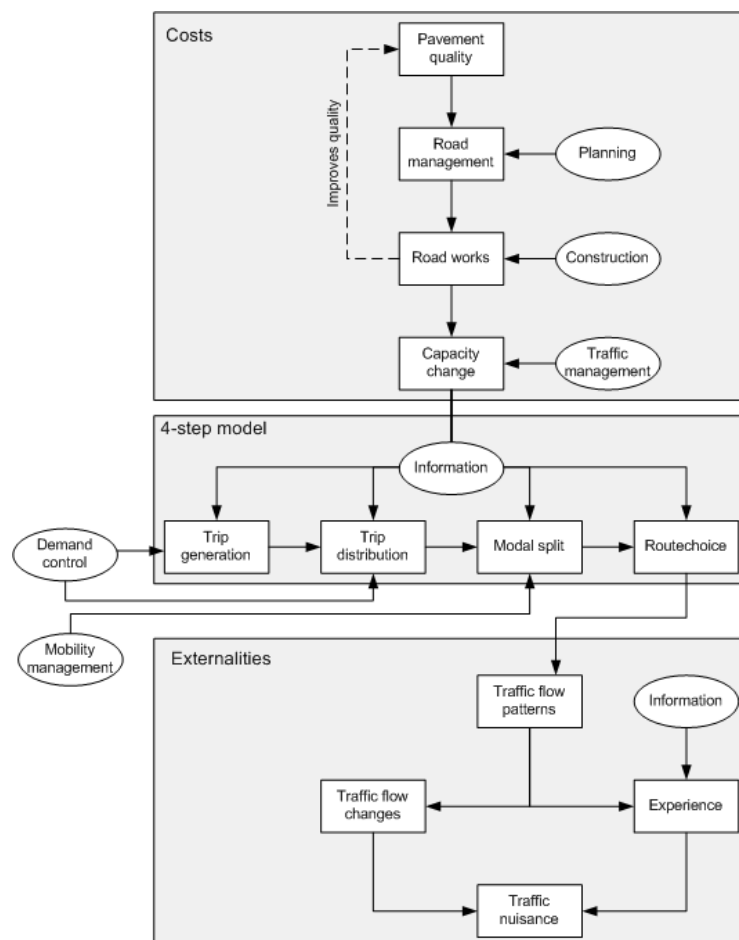 Costs
Pavement
quality
Improves quality
Road
management
Planning
Road works
Construction
Capacity
change
Traffic
management
4-step model
Information
Demand
control
Trip
generation
Trip
distribution
Modal split
Routechoice
Mobility
management
Externalities
Traffic flow
patterns
Information
Traffic flow
changes
Experience
Traffic
nuisance